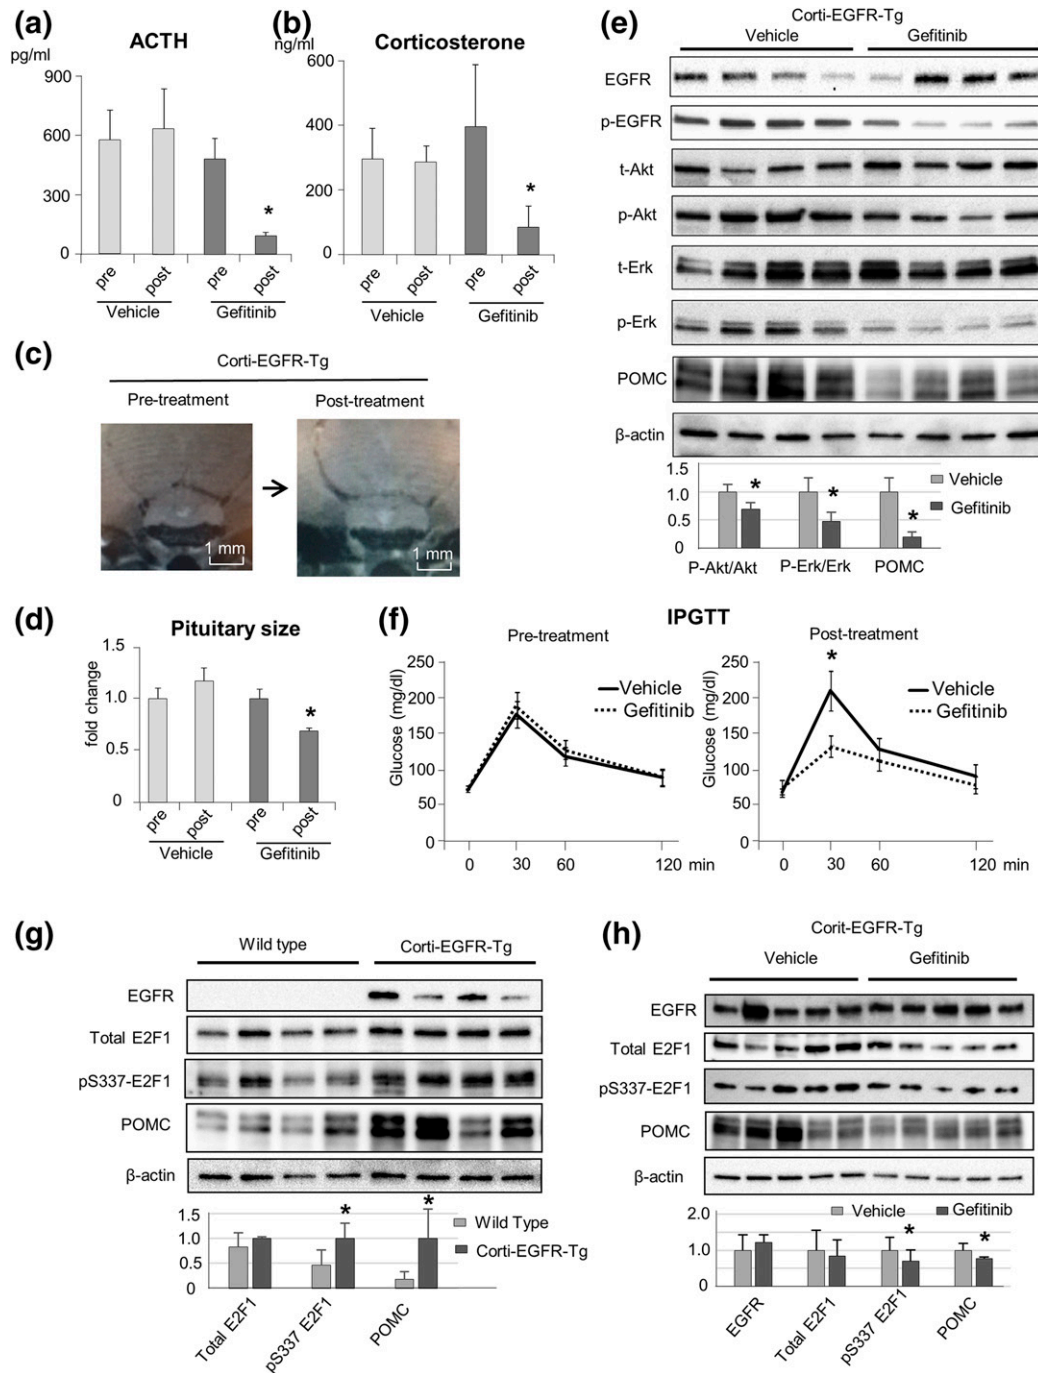 (a)
ACTH
pg/ml
900
600
300
0
pre
post
pre
post
*
Vehicle
Gefitinib
(b)
ng/ml
Corticosterone
600
400
200
0
pre
post
pre
post
*
Vehicle
Gefitinib
(c)
Corti-EGFR-Tg
Pre-treatment
Post-treatment
1 mm
1 mm
(d)
Pituitary size
fold change
1.5
1.0
0.5
0
*
pre
post
pre
post
Vehicle
Gefitinib
(e)
Corti-EGFR-Tg
Vehicle
Gefitinib
EGFR
p-EGFR
t-Akt
p-Akt
t-Erk
p-Erk
POMC
β-actin
1.5
1.0
0.5
0
*
*
*
Vehicle
Gefitinib
P-Akt/Akt
P-Erk/Erk
POMC
(f)
IPGTT
Pre-treatment
Glucose (mg/dl)
250
200
150
100
50
0
Vehicle
Gefitinib
0
30
60
120
min
Post-treatment
Glucose (mg/dl)
250
200
150
100
50
0
*
Vehicle
Gefitinib
0
30
60
120
min
(g)
Wild type
Corti-EGFR-Tg
EGFR
Total E2F1
pS337-E2F1
POMC
β-actin
1.5
1.0
0.5
0
*
*
Wild Type
Corti-EGFR-Tg
Total E2F1
pS337 E2F1
POMC
(h)
Corit-EGFR-Tg
Vehicle
Gefitinib
EGFR
Total E2F1
pS337-E2F1
POMC
β-actin
2.0
1.0
0.0
Vehicle
Gefitinib
*
*
EGFR
Total E2F1
pS337 E2F1
POMC